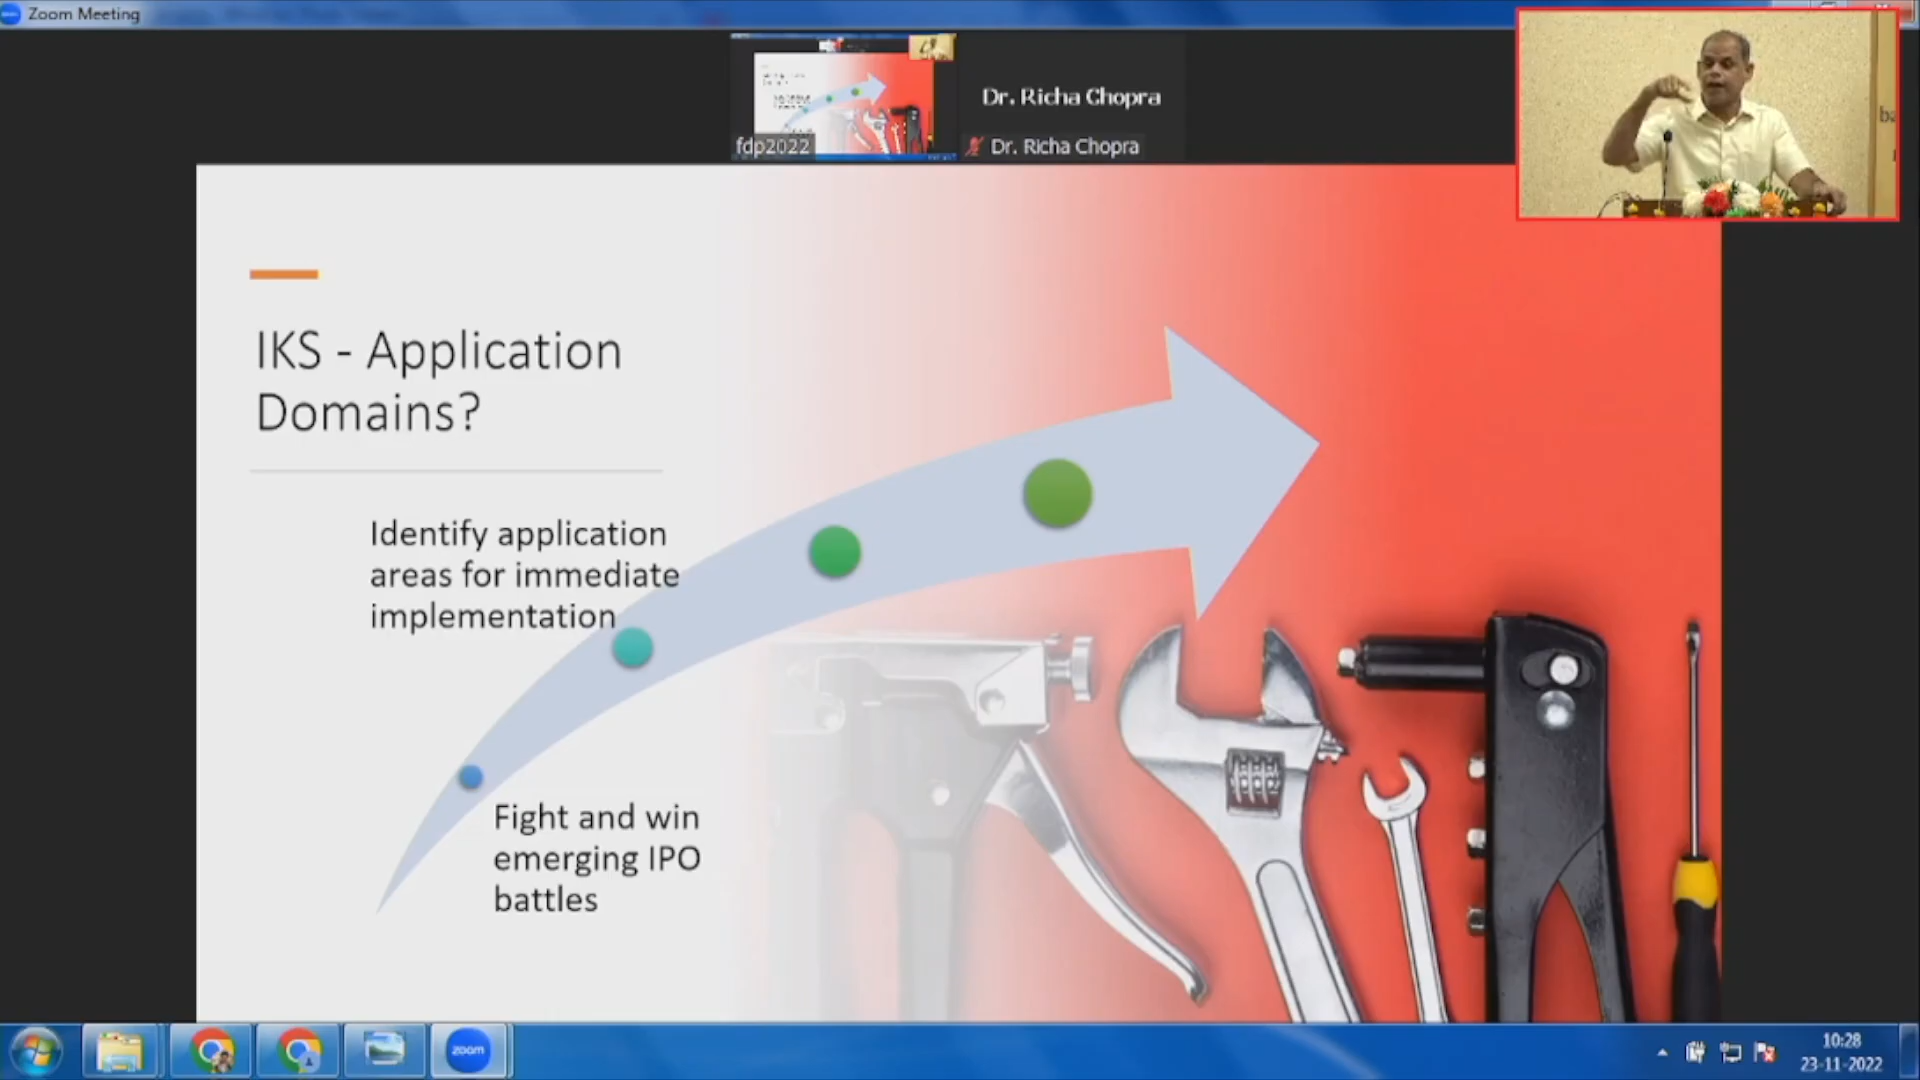 Zoom Meeting
fdp2022
Dr. Richa Chopra
Dr. Richa Chopra
IKS - Application
Domains?
Identify application
areas for immediate
implementation
Fight and win
emerging IPO
battles
zoom
10:28
23-11-2022